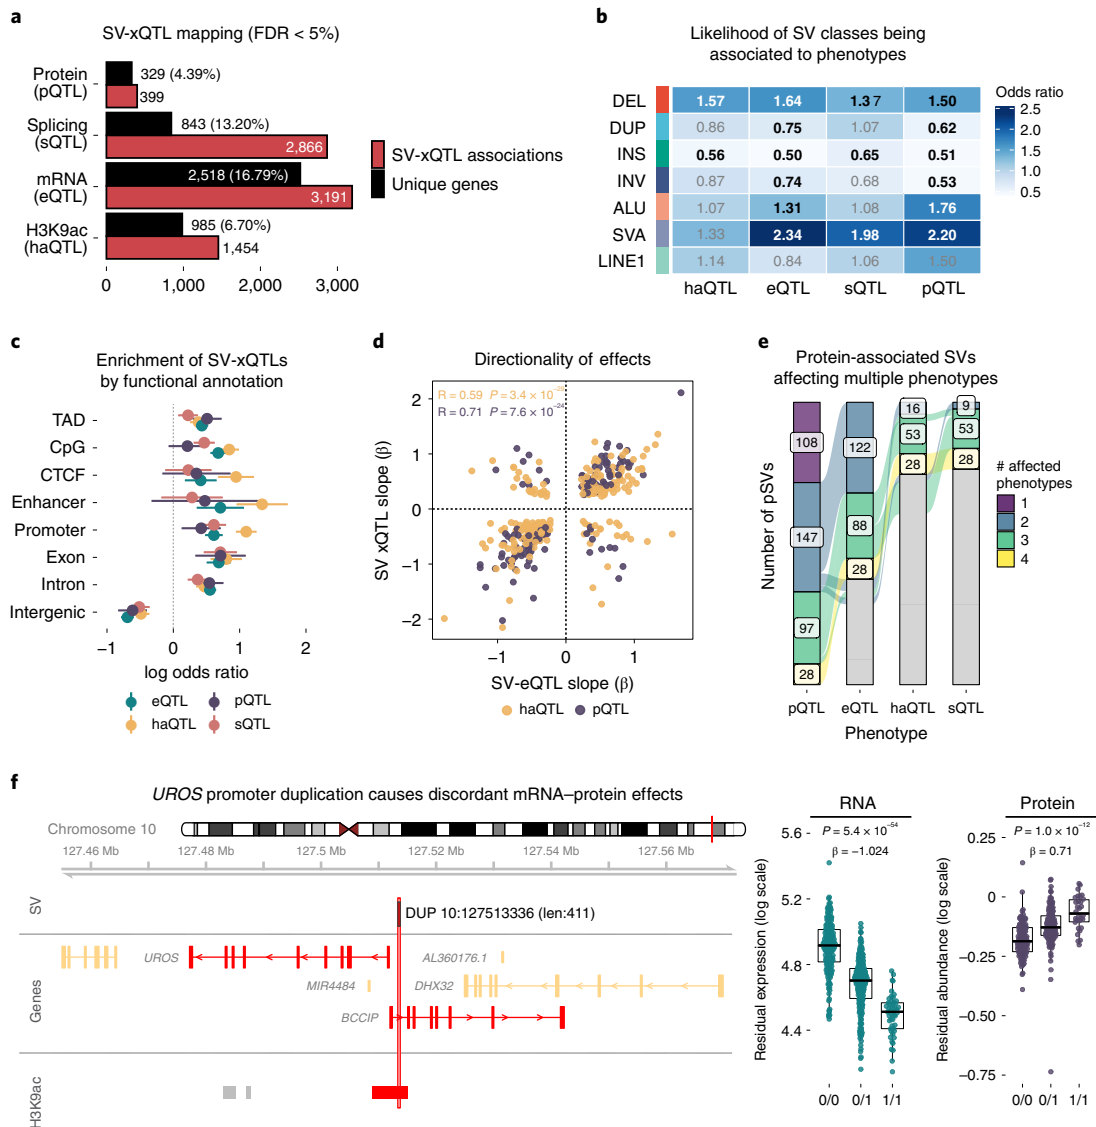 a
SV-xQTL mapping (FDR < 5%)
Protein (pQTL)
329 (4.39%)
399
Splicing (sQTL)
843 (13.20%)
2,866
mRNA (eQTL)
2,518 (16.79%)
3,191
H3K9ac (haQTL)
985 (6.70%)
1,454
0 1,000 2,000 3,000
SV-xQTL associations
Unique genes
b
Likelihood of SV classes being
associated to phenotypes
DEL 1.57 1.64 1.37 1.50
DUP 0.86 0.75 1.07 0.62
INS 0.56 0.50 0.65 0.51
INV 0.87 0.74 0.68 0.53
ALU 1.07 1.31 1.08 1.76
SVA 1.33 2.34 1.98 2.20
LINE1 1.14 0.84 1.06 1.50
haQTL eQTL sQTL pQTL
Odds ratio
2.5
2.0
1.5
1.0
0.5
c
Enrichment of SV-xQTLs
by functional annotation
TAD
CpG
CTCF
Enhancer
Promoter
Exon
Intron
Intergenic
−1 0 1 2
log odds ratio
eQTL pQTL
haQTL sQTL
d
Directionality of effects
R = 0.59 P = 3.4 × 10
R = 0.71 P = 7.6 × 10⁻²⁴
2
1
0
−1
−2
SV xQTL slope (β)
−1 0 1
SV-eQTL slope (β)
haQTL pQTL
e
Protein-associated SVs
affecting multiple phenotypes
Number of pSVs
108 147 97 28
122 88 28
16 53 28
9 53 28
pQTL eQTL haQTL sQTL
Phenotype
# affected
phenotypes
1
2
3
4
f
UROS promoter duplication causes discordant mRNA–protein effects
Chromosome 10
127.46 Mb 127.48 Mb 127.5 Mb 127.52 Mb 127.54 Mb 127.56 Mb
SV
DUP 10:127513336 (len:411)
Genes
UROS
AL360176.1
MIR4484
DHX32
BCCIP
H3K9ac
RNA
P = 5.4 × 10⁻⁵⁴
β = −1.024
Residual expression (log scale)
5.6
5.2
4.8
4.4
0/0 0/1 1/1
Protein
P = 1.0 × 10⁻¹²
β = 0.71
Residual abundance (log scale)
0.25
0
−0.25
−0.50
−0.75
0/0 0/1 1/1